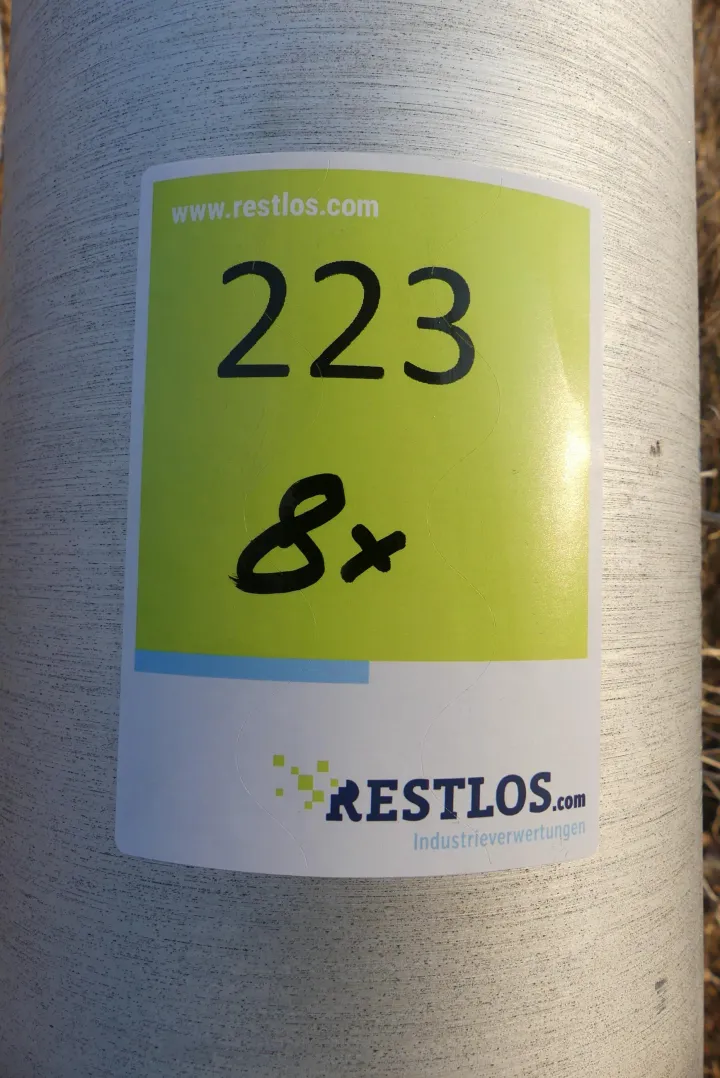 www.restlos.com
223
8x
RESTLOS.com
Industrieverwertungen